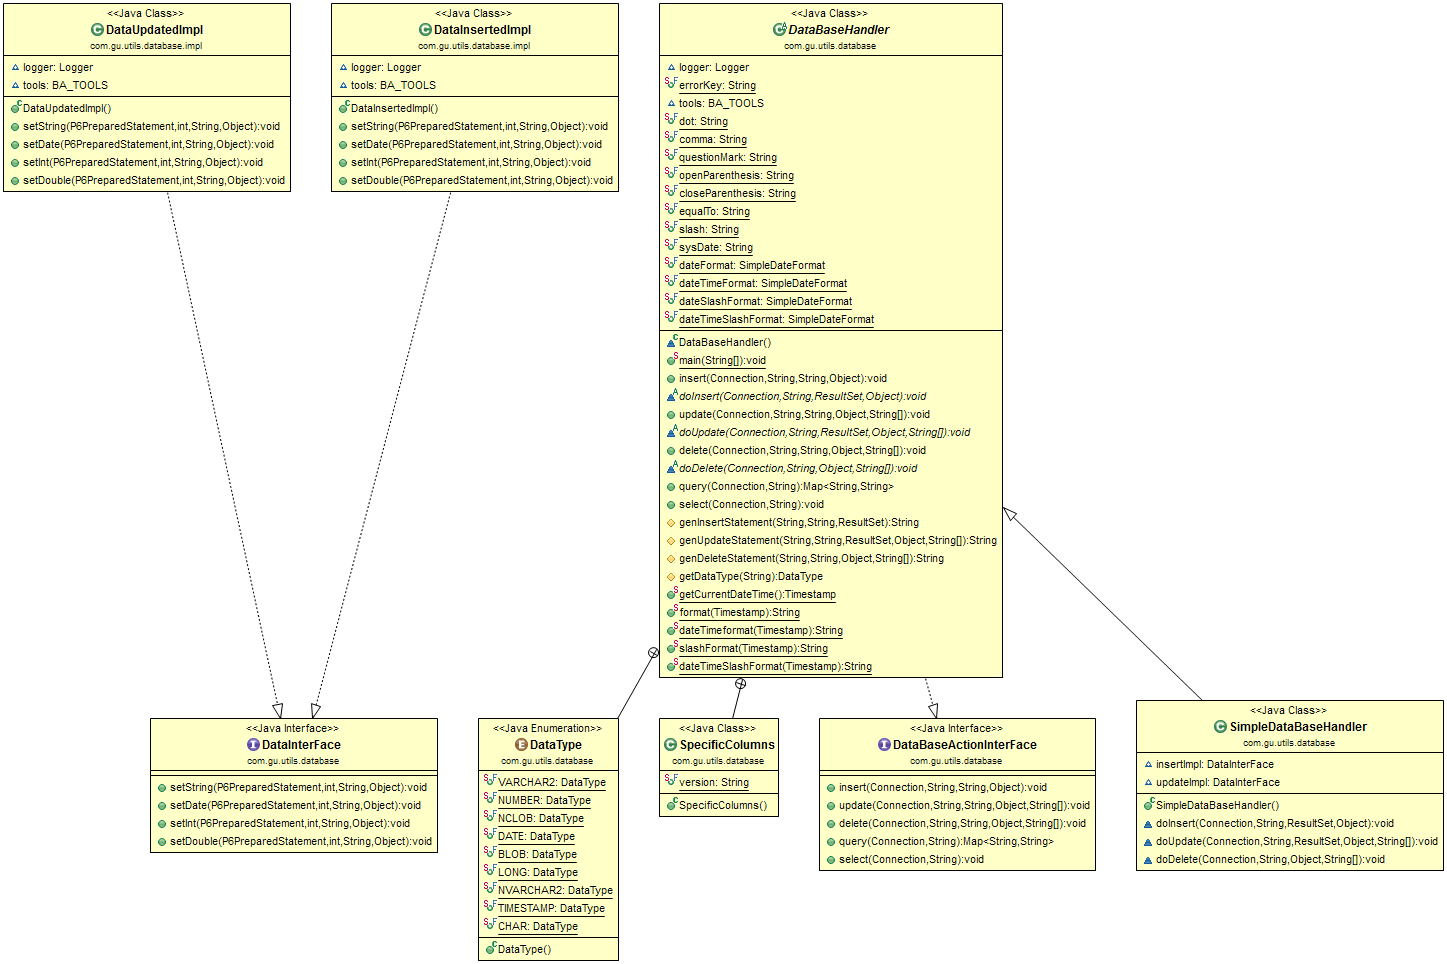 <<Java Class>>
DataUpdatedImpl
com.gu.utils.database.impl
logger: Logger
tools: BA_TOOLS
DataUpdatedImpl()
setString(P6PreparedStatement,int,String,Object):void
setDate(P6PreparedStatement,int,String,Object):void
setInt(P6PreparedStatement,int,String,Object):void
setDouble(P6PreparedStatement,int,String,Object):void
<<Java Class>>
DataInsertedImpl
com.gu.utils.database.impl
logger: Logger
tools: BA_TOOLS
DataInsertedImpl()
setString(P6PreparedStatement,int,String,Object):void
setDate(P6PreparedStatement,int,String,Object):void
setInt(P6PreparedStatement,int,String,Object):void
setDouble(P6PreparedStatement,int,String,Object):void
<<Java Class>>
DataBaseHandler
com.gu.utils.database
logger: Logger
errorKey: String
tools: BA_TOOLS
dot: String
comma: String
questionMark: String
openParenthesis: String
closeParenthesis: String
equalTo: String
slash: String
sysDate: String
dateFormat: SimpleDateFormat
dateTimeFormat: SimpleDateFormat
dateSlashFormat: SimpleDateFormat
dateTimeSlashFormat: SimpleDateFormat
DataBaseHandler()
main(String[]):void
insert(Connection,String,String,Object):void
doInsert(Connection,String,ResultSet,Object):void
update(Connection,String,String,Object,String[]):void
doUpdate(Connection,String,ResultSet,Object,String[]):void
delete(Connection,String,String,Object,String[]):void
doDelete(Connection,String,Object,String[]):void
query(Connection,String):Map<String,String>
select(Connection,String):void
genInsertStatement(String,String,ResultSet):String
genUpdateStatement(String,String,ResultSet,Object,String[]):String
genDeleteStatement(String,String,Object,String[]):String
getDataType(String):DataType
getCurrentDateTime():Timestamp
format(Timestamp):String
dateTimeformat(Timestamp):String
slashFormat(Timestamp):String
dateTimeSlashFormat(Timestamp):String
<<Java Interface>>
DataInterFace
com.gu.utils.database
setString(P6PreparedStatement,int,String,Object):void
setDate(P6PreparedStatement,int,String,Object):void
setInt(P6PreparedStatement,int,String,Object):void
setDouble(P6PreparedStatement,int,String,Object):void
<<Java Enumeration>>
DataType
com.gu.utils.database
VARCHAR2: DataType
NUMBER: DataType
NCLOB: DataType
DATE: DataType
BLOB: DataType
LONG: DataType
NVARCHAR2: DataType
TIMESTAMP: DataType
CHAR: DataType
DataType()
<<Java Class>>
SpecificColumns
com.gu.utils.database
version: String
SpecificColumns()
<<Java Interface>>
DataBaseActionInterFace
com.gu.utils.database
insert(Connection,String,String,Object):void
update(Connection,String,String,Object,String[]):void
delete(Connection,String,String,Object,String[]):void
query(Connection,String):Map<String,String>
select(Connection,String):void
<<Java Class>>
SimpleDataBaseHandler
com.gu.utils.database
insertImpl: DataInterFace
updateImpl: DataInterFace
SimpleDataBaseHandler()
doInsert(Connection,String,ResultSet,Object):void
doUpdate(Connection,String,ResultSet,Object,String[]):void
doDelete(Connection,String,Object,String[]):void